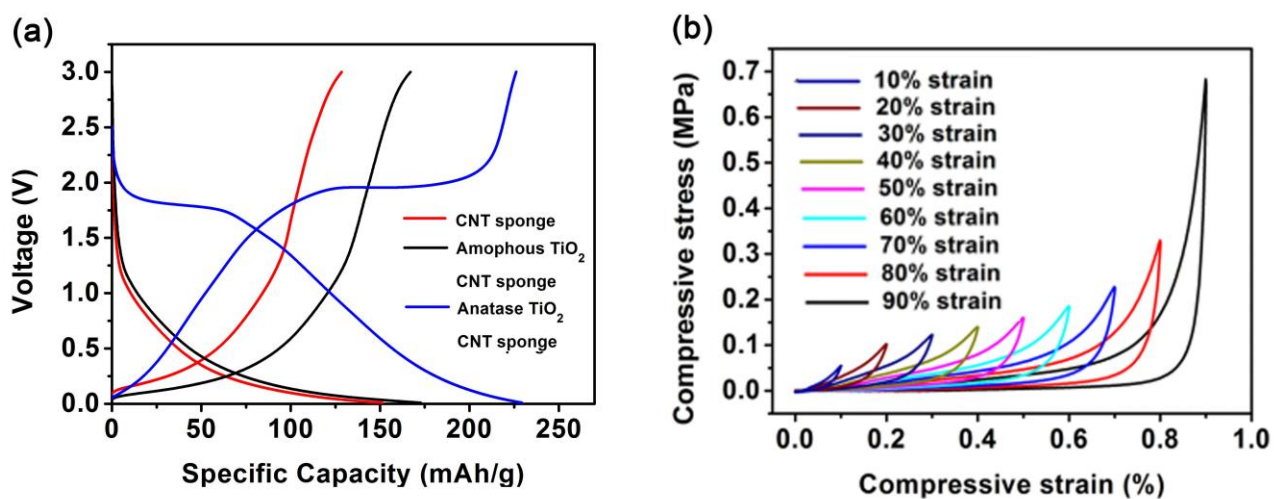 (a)
3.0
2.5
2.0
1.5
1.0
0.5
0.0
Voltage (V)
CNT sponge
Amophous TiO2
CNT sponge
Anatase TiO2
CNT sponge
0 50 100 150 200 250
Specific Capacity (mAh/g)
(b)
0.7
0.6
0.5
0.4
0.3
0.2
0.1
0.0
Compressive stress (MPa)
10% strain
20% strain
30% strain
40% strain
50% strain
60% strain
70% strain
80% strain
90% strain
0.0 0.2 0.4 0.6 0.8 1.0
Compressive strain (%)